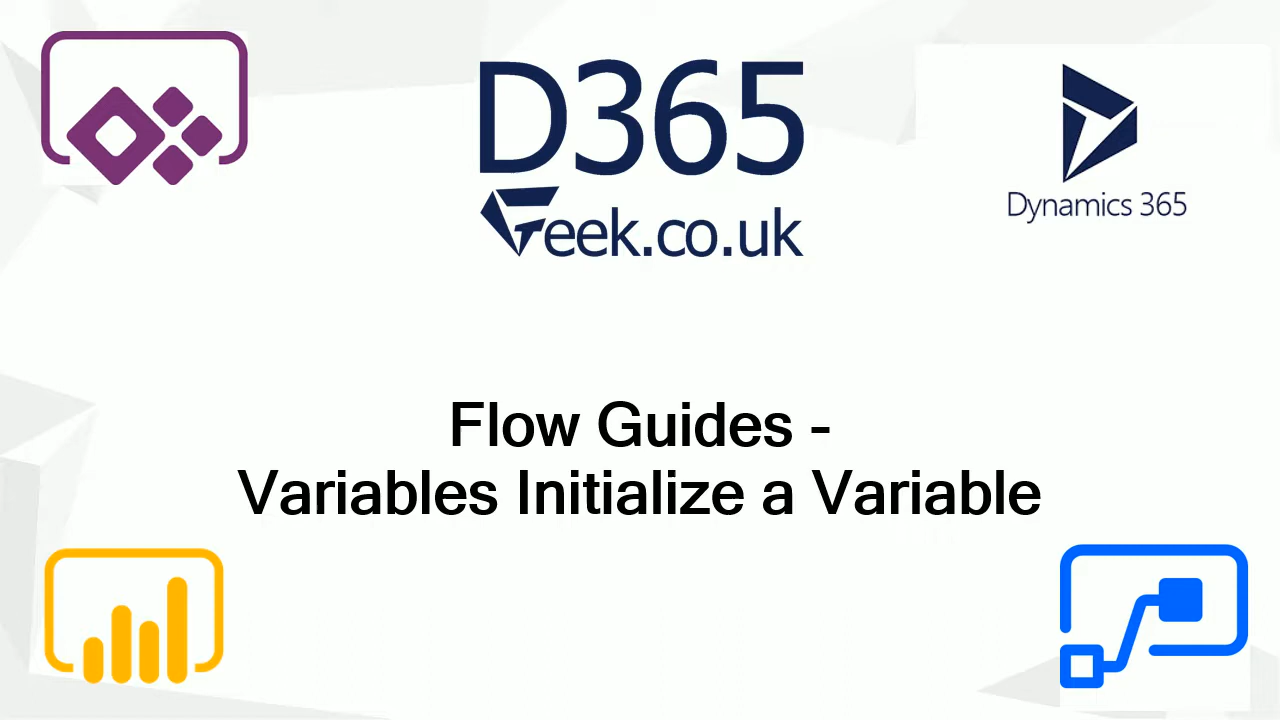 D365
Geek.co.uk
Dynamics 365
Flow Guides -
Variables Initialize a Variable